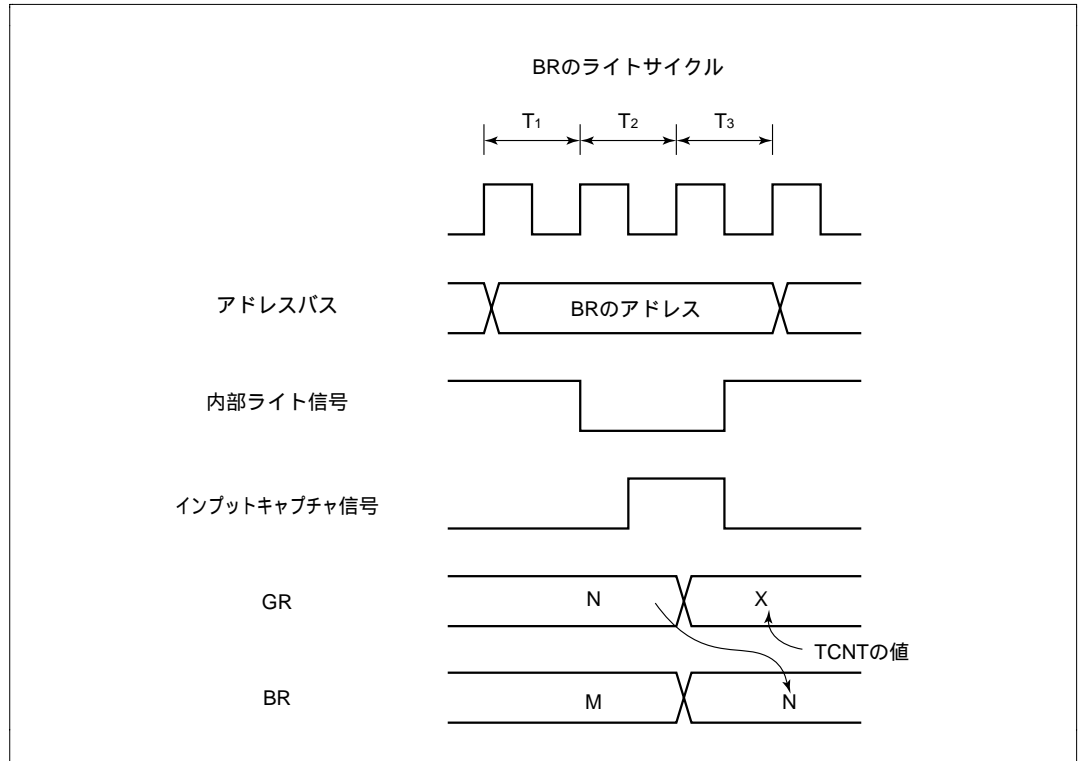 BRのライトサイクル
T1 T2 T3
アドレスバス BRのアドレス
内部ライト信号
インプットキャプチャ信号
GR N X
TCNTの値
BR M N